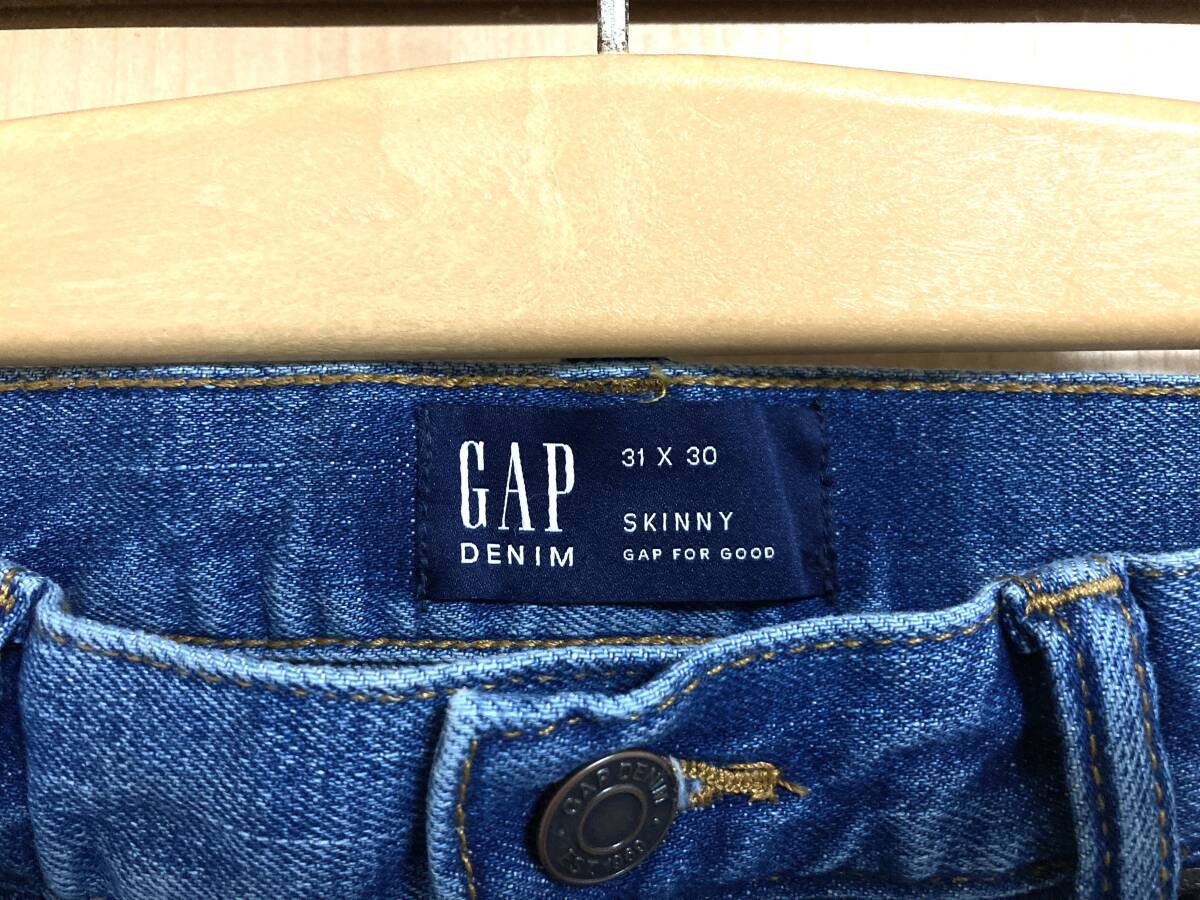 GAP
DENIM
31 X 30
SKINNY
GAP FOR GOOD
GAP DENIM
EST 1969